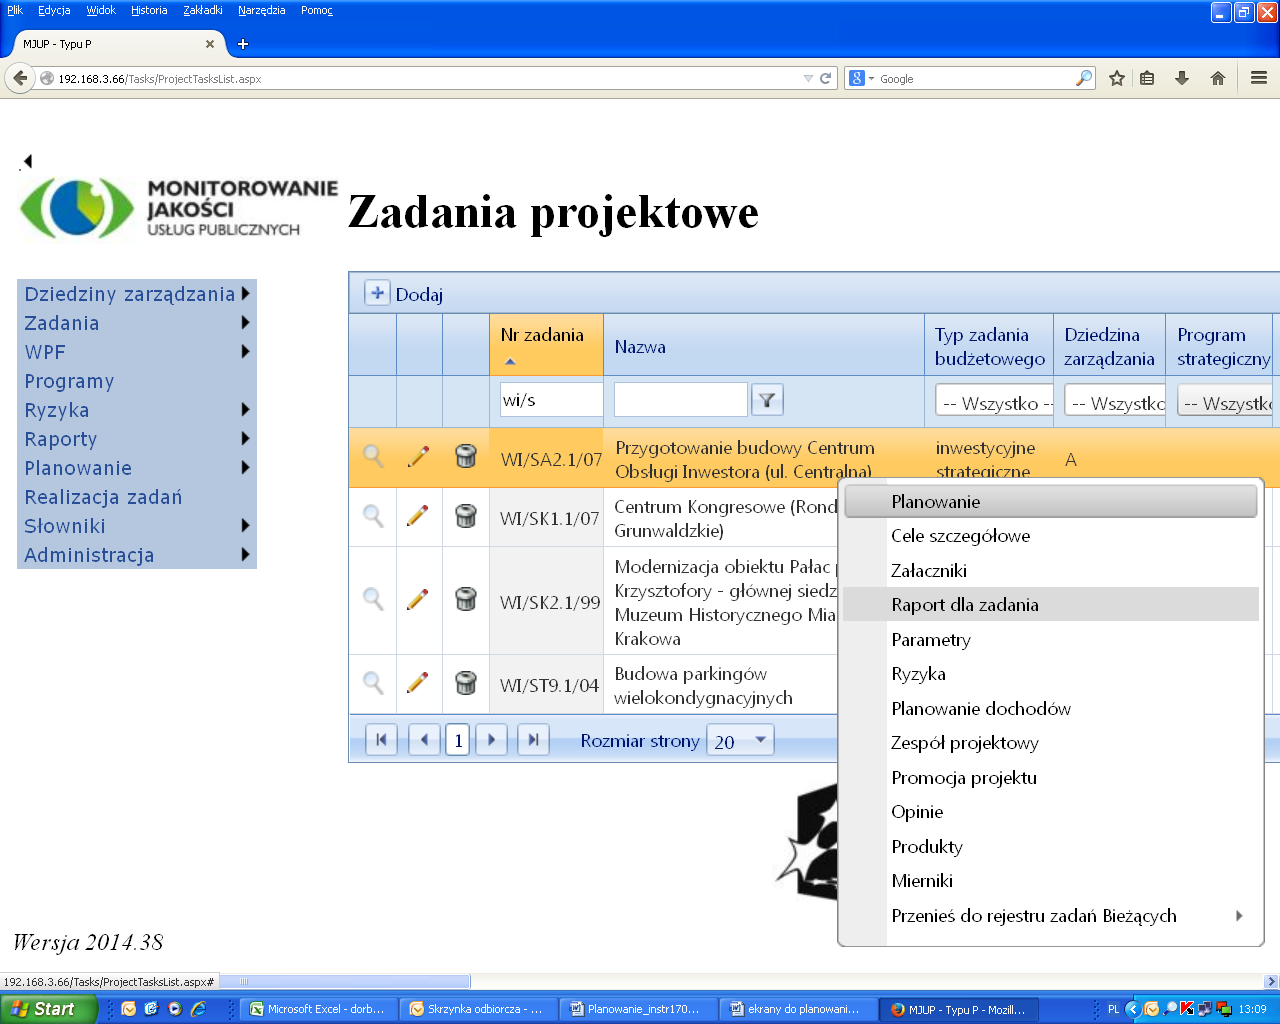 Plik Edycja Widok Historia Zakładki Narzędzia Pomoc
MJUP - Typu P
192.168.3.66/Tasks/ProjectTasksList.aspx
8 Google
MONITOROWANIE
JAKOŚCI
USŁUG PUBLICZNYCH
Zadania projektowe
Dziedziny zarządzania
Zadania
WPF
Programy
Ryzyka
Raporty
Planowanie
Realizacja zadań
Słowniki
Administracja
Dodaj
Nr zadania
Nazwa
Typ zadania
budżetowego
Dziedzina
zarządzania
Program
strategiczny
wi/s
-- Wszystko --
-- Wszystko
-- Wszystko
WI/SA2.1/07
Przygotowanie budowy Centrum
Obsługi Inwestora (ul. Centralna)
inwestycyjne
strategiczne
A
WI/SK1.1/07
Centrum Kongresowe (Rond
Grunwaldzkie)
WI/SK2.1/99
Modernizacja obiektu Pałac
Krzysztofory - głównej siedz
Muzeum Historycznego Mia
Krakowa
WI/ST9.1/04
Budowa parkingów
wielokondygnacyjnych
1
Rozmiar strony 20
Planowanie
Cele szczegółowe
Załaczniki
Raport dla zadania
Parametry
Ryzyka
Planowanie dochodów
Zespół projektowy
Promocja projektu
Opinie
Produkty
Mierniki
Przenieś do rejestru zadań Bieżących
Wersja 2014.38
192.168.3.66/Tasks/ProjectTasksList.aspx#
Start
Microsoft Excel - dorb...
Skrzynka odbiorcza - ...
Planowanie_instr170...
ekrany do planowani...
MJUP - Typu P - Mozill...
PL
13:09